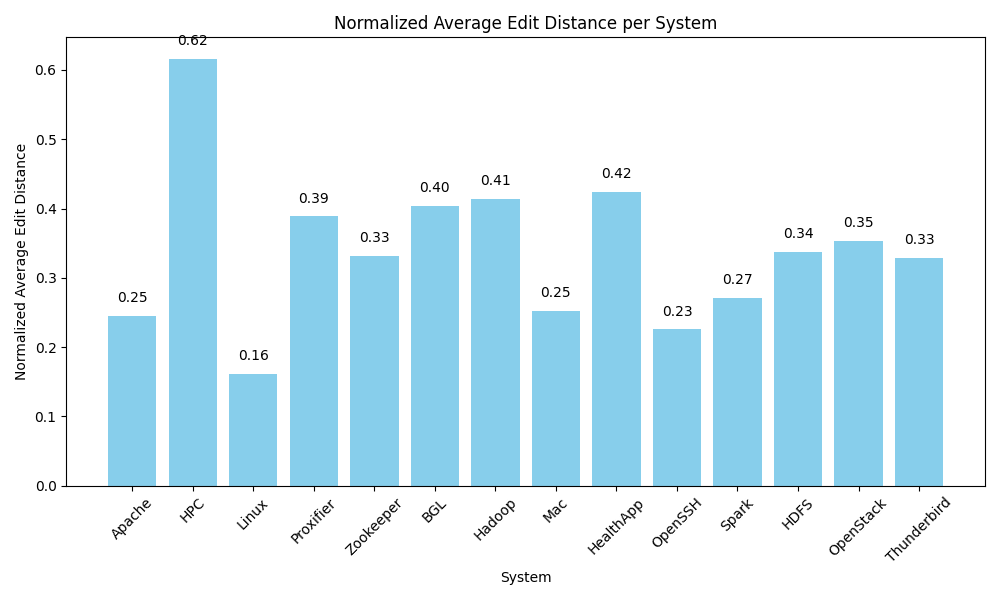 Normalized Average Edit Distance per System
Normalized Average Edit Distance
0.6
0.5
0.4
0.3
0.2
0.1
0.0
0.25
0.62
0.16
0.39
0.33
0.40
0.41
0.25
0.42
0.23
0.27
0.34
0.35
0.33
Apache
HPC
Linux
Proxifier
Zookeeper
BGL
Hadoop
Mac
HealthApp
OpenSSH
Spark
HDFS
OpenStack
Thunderbird
System